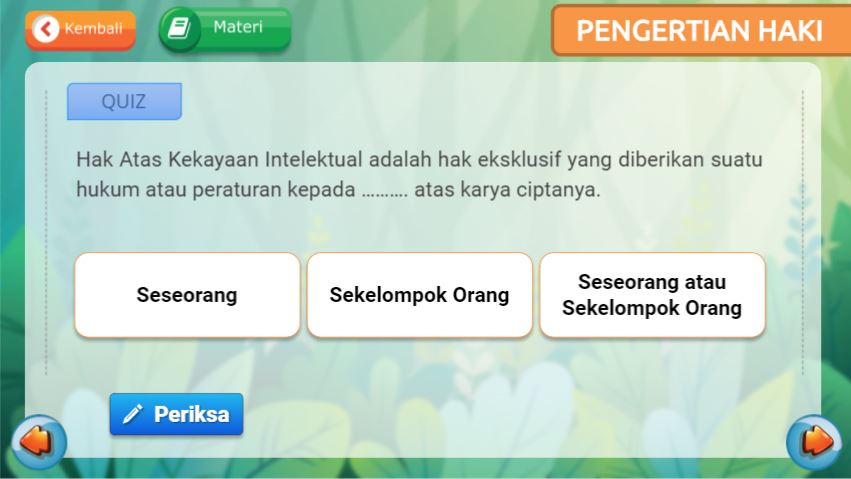 Kembali
Materi
PENGERTIAN HAKI
QUIZ
Hak Atas Kekayaan Intelektual adalah hak eksklusif yang diberikan suatu
hukum atau peraturan kepada .......... atas karya ciptanya.
Seseorang
Sekelompok Orang
Seseorang atau
Sekelompok Orang
Periksa